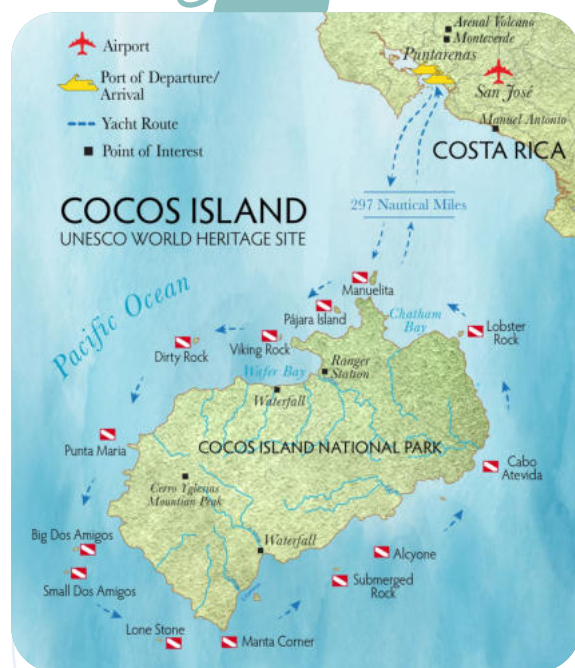 Airport
Port of Departure/
Arrival
Yacht Route
Point of Interest
Arenal Volcano
Monteverde
Puntarenas
San José
Manuel Antonio
COSTA RICA
297 Nautical Miles
COCOS ISLAND
UNESCO WORLD HERITAGE SITE
Pacific Ocean
Manuelita
Pájara Island
Chatham
Bay
Lobster
Rock
Viking Rock
Dirty Rock
Wafer Bay
Ranger
Station
Waterfall
Punta Maria
COCOS ISLAND NATIONAL PARK
Cabo
Atevida
Cerro Yglesias
Mountian Peak
Big Dos Amigos
Waterfall
Alcyone
Small Dos Amigos
Submerged
Rock
Lone Stone
Manta Corner